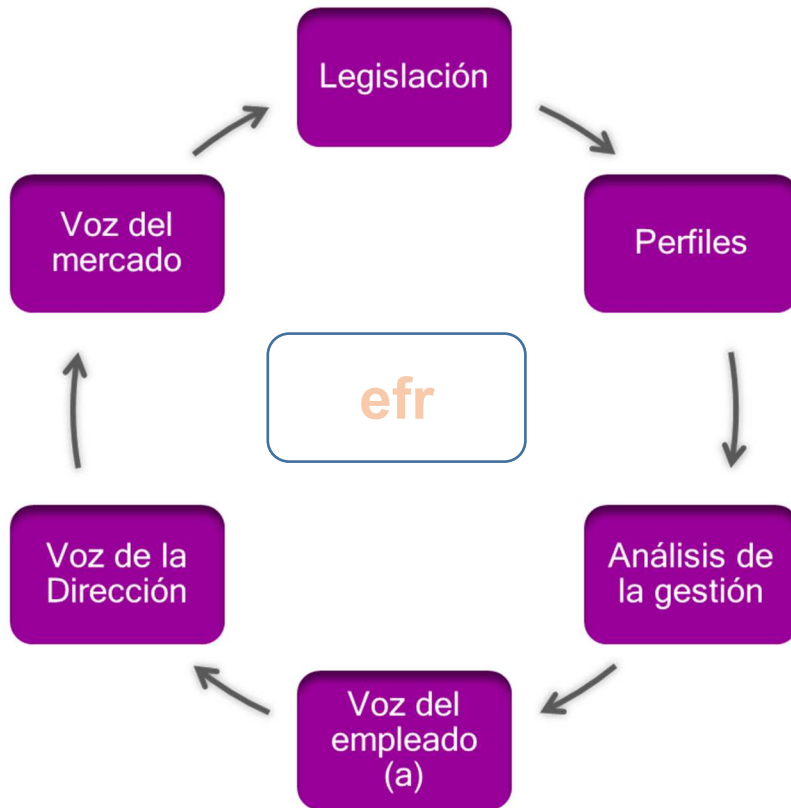 Legislación
Perfiles
Análisis de
la gestión
Voz del
empleado
(a)
Voz de la
Dirección
Voz del
mercado
efr